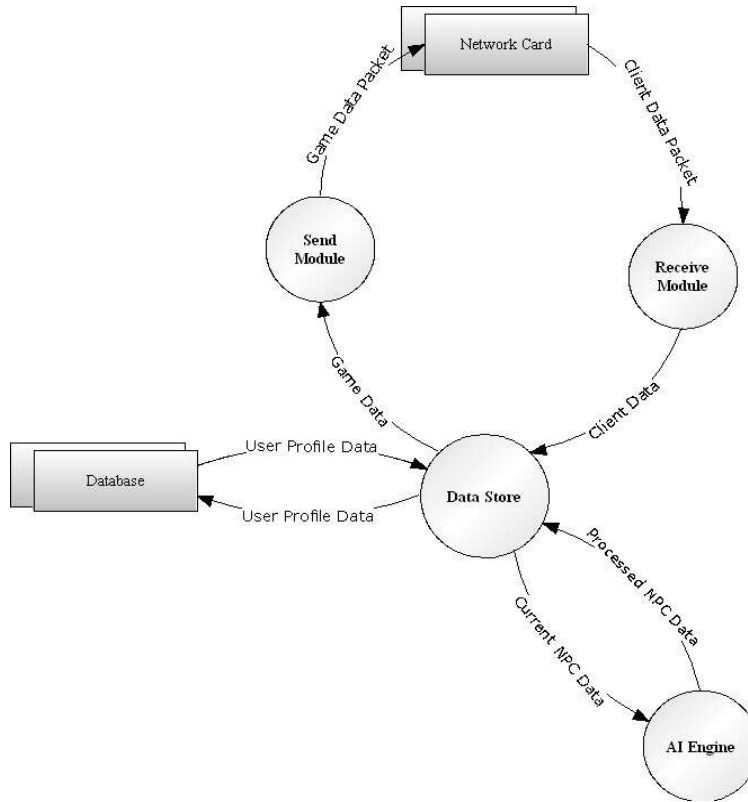 Network Card
Game Data Packet
Client Data Packet
Send
Module
Receive
Module
Game Data
Client Data
User Profile Data
Database
Data Store
User Profile Data
Processed NPC Data
Current NPC Data
AI Engine